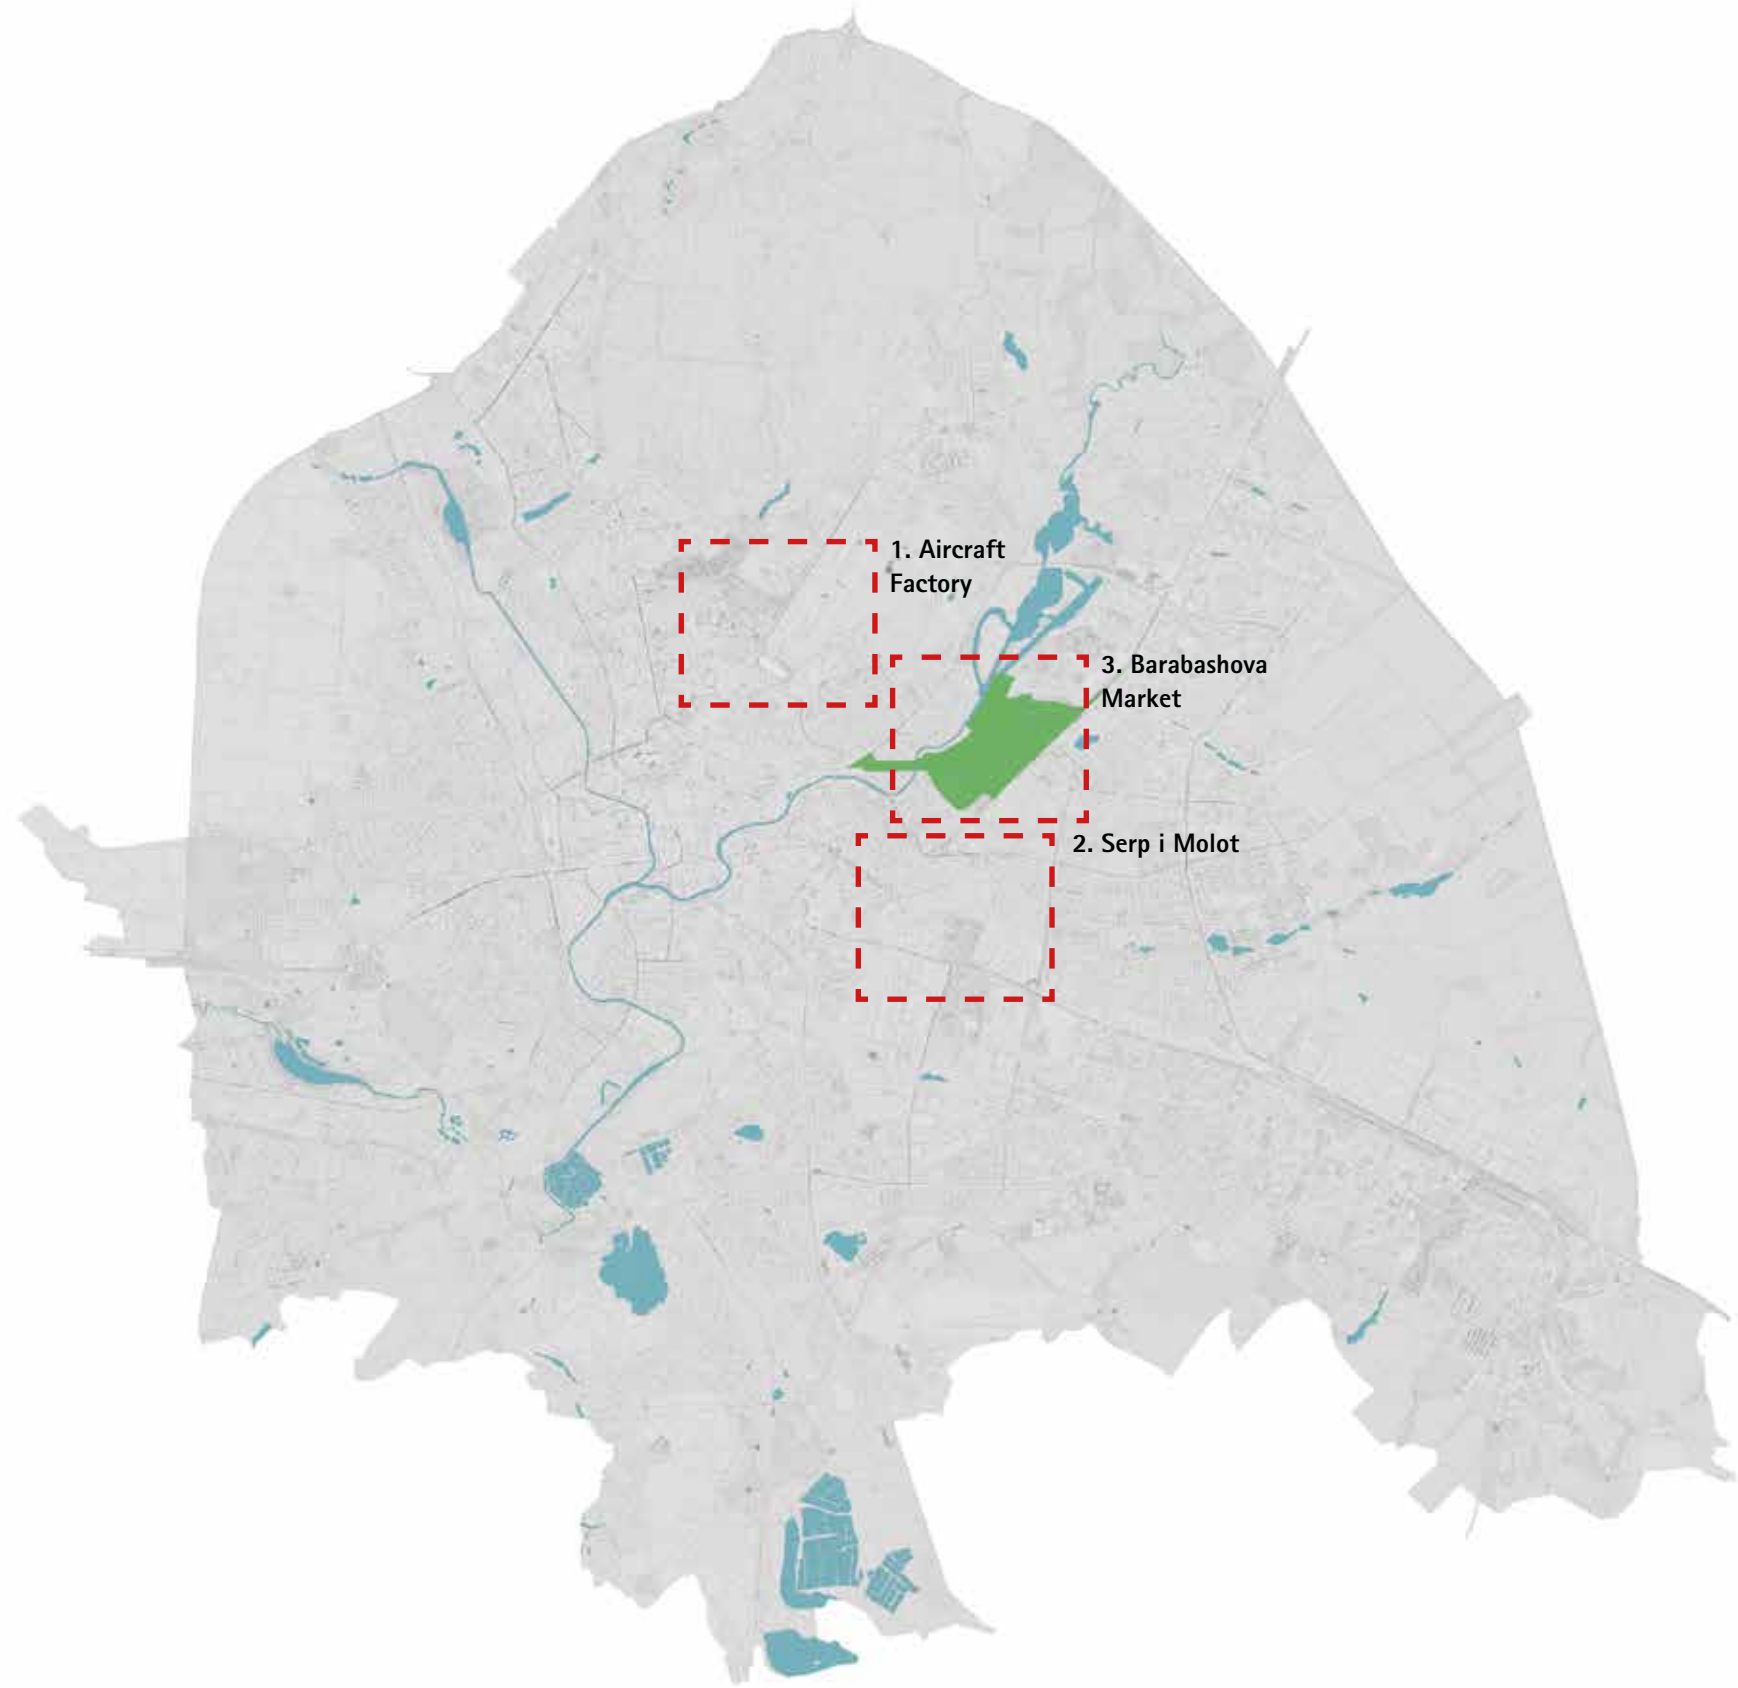 1. Aircraft
Factory
3. Barabashova
Market
2. Serp i Molot